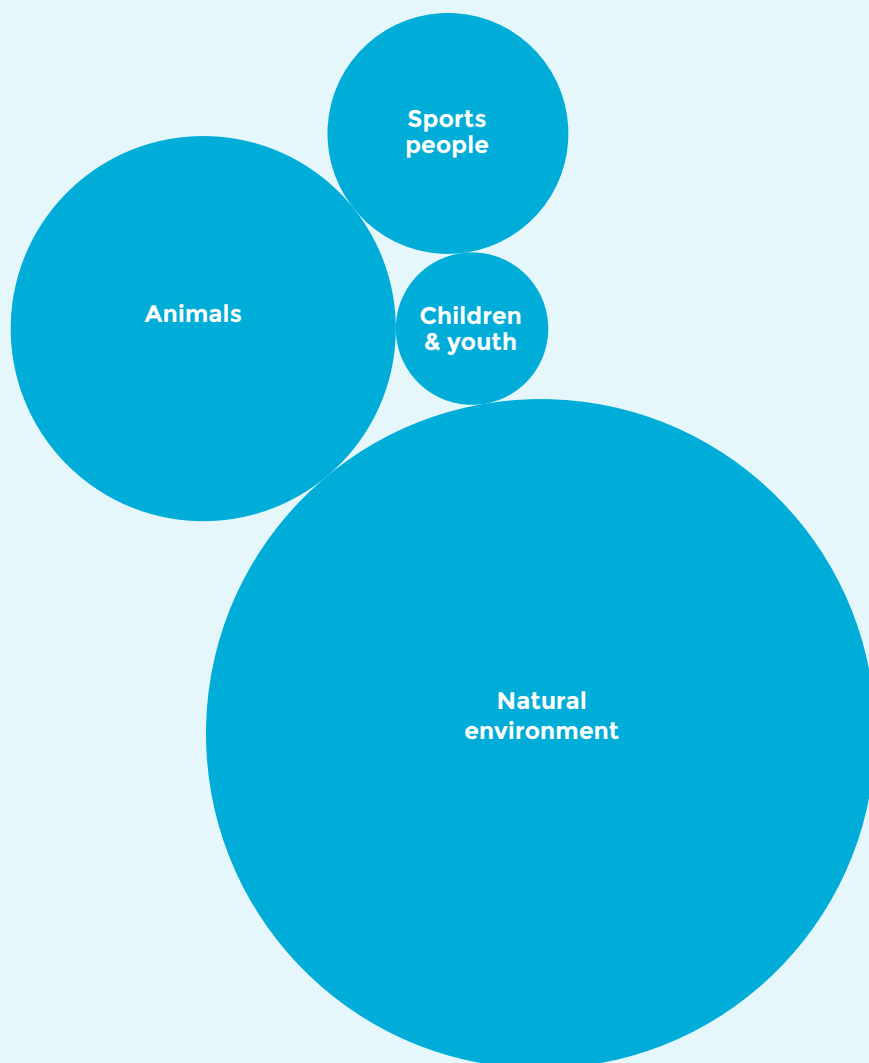 Sports
people
Animals
Children
& youth
Natural
environment